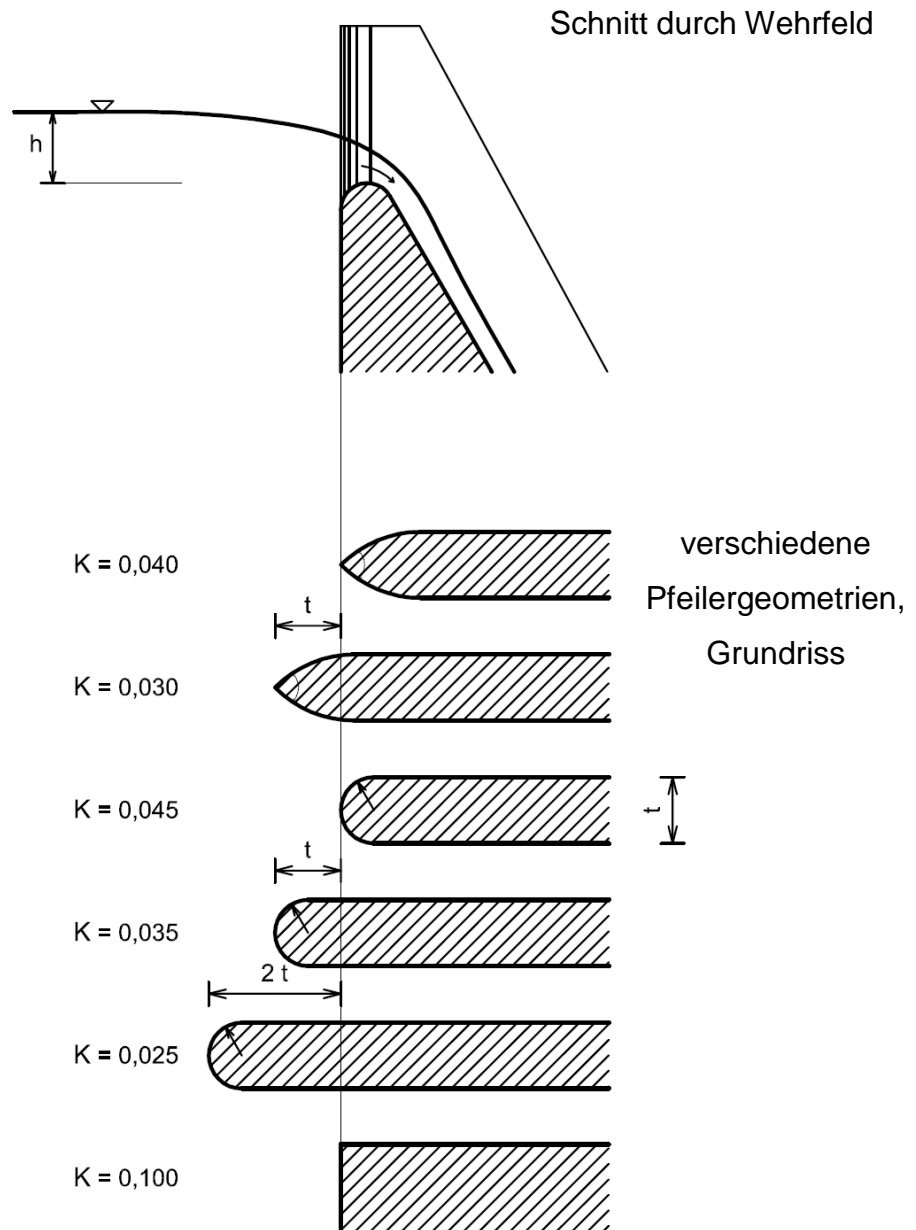 Schnitt durch Wehrfeld
h
K = 0,040
verschiedene
Pfeilergeometrien,
Grundriss
t
K = 0,030
K = 0,045
t
t
K = 0,035
2 t
K = 0,025
K = 0,100